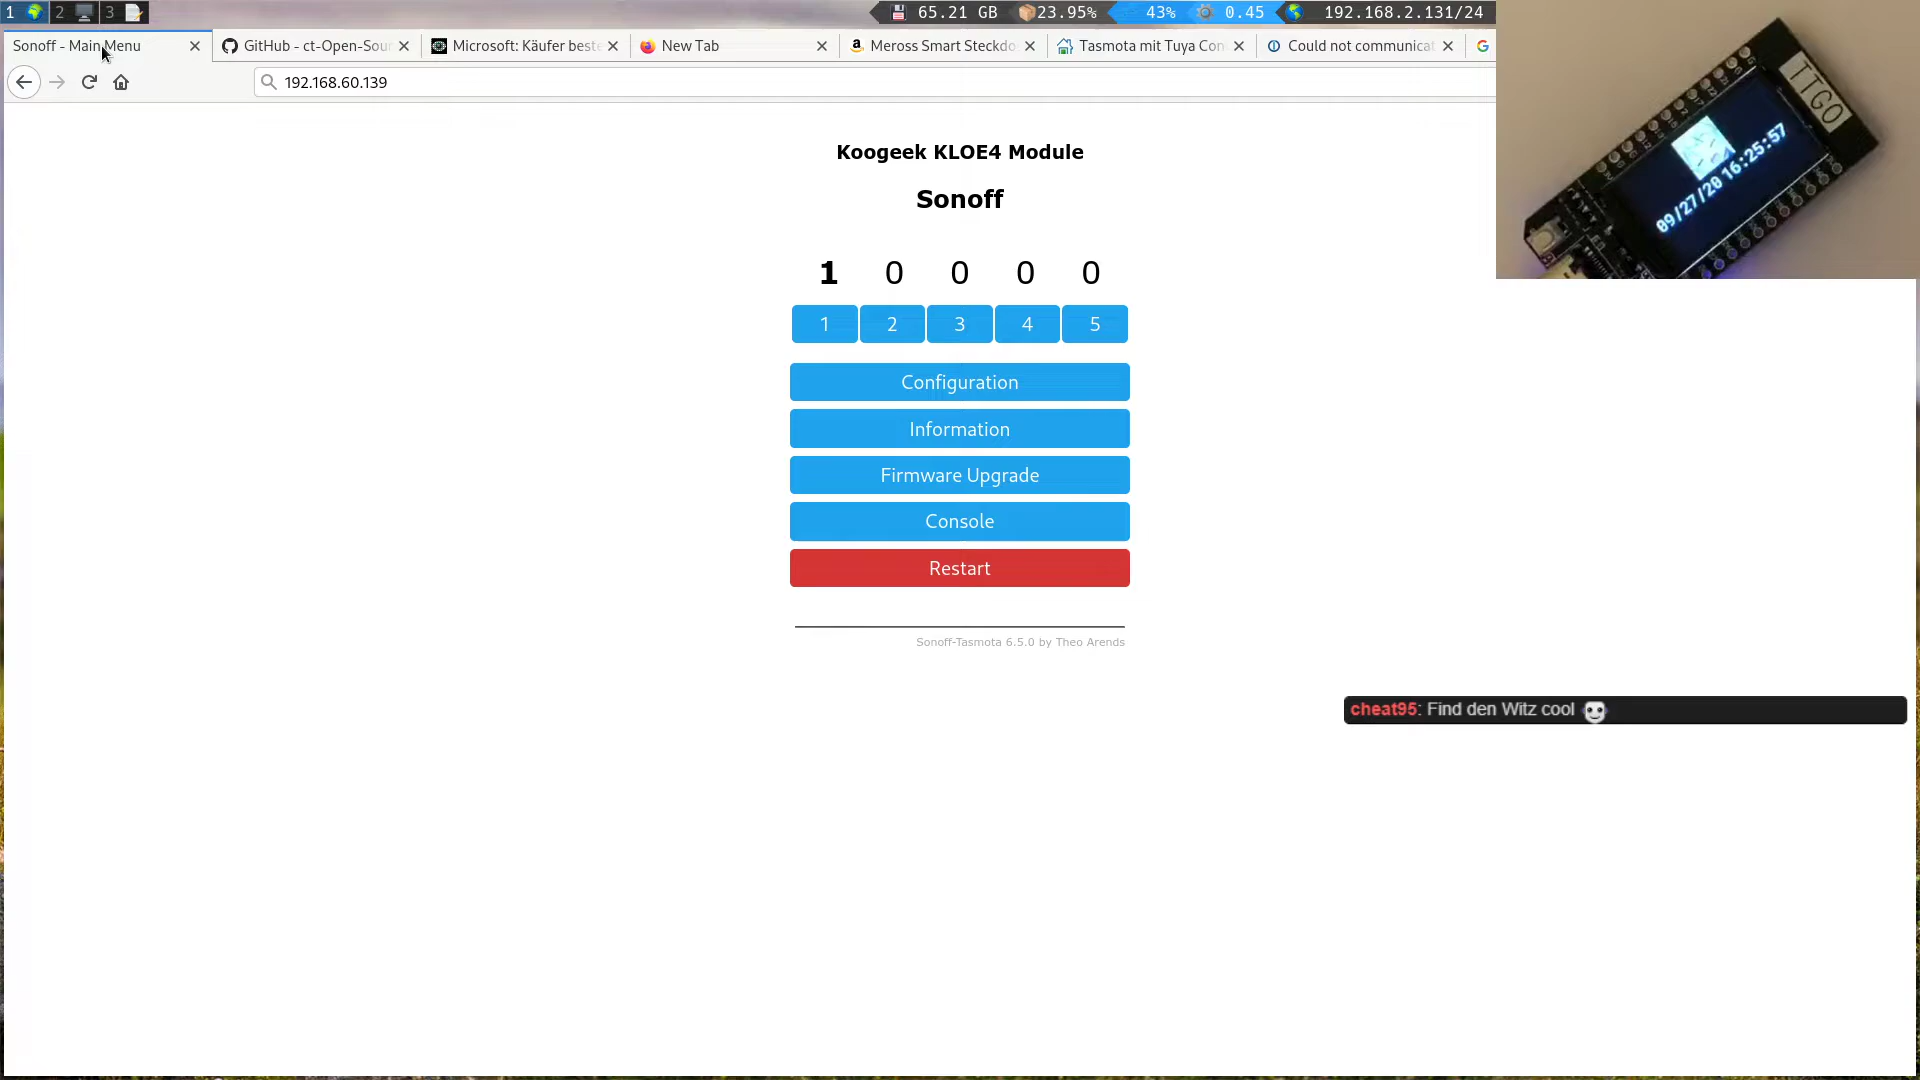 1 2 3 65.21 GB 23.95% 43% 0.45 192.168.2.131/24
Sonoff - Main Menu GitHub - ct-Open-Sou Microsoft: Käufer beste New Tab Meross Smart Steckdo Tasmota mit Tuya Con Could not communicat
192.168.60.139
TTGO
09/27/20 16:25:57
Koogeek KLOE4 Module
Sonoff
1 0 0 0 0
1 2 3 4 5
Configuration
Information
Firmware Upgrade
Console
Restart
Sonoff-Tasmota 6.5.0 by Theo Arends
cheat95: Find den Witz cool